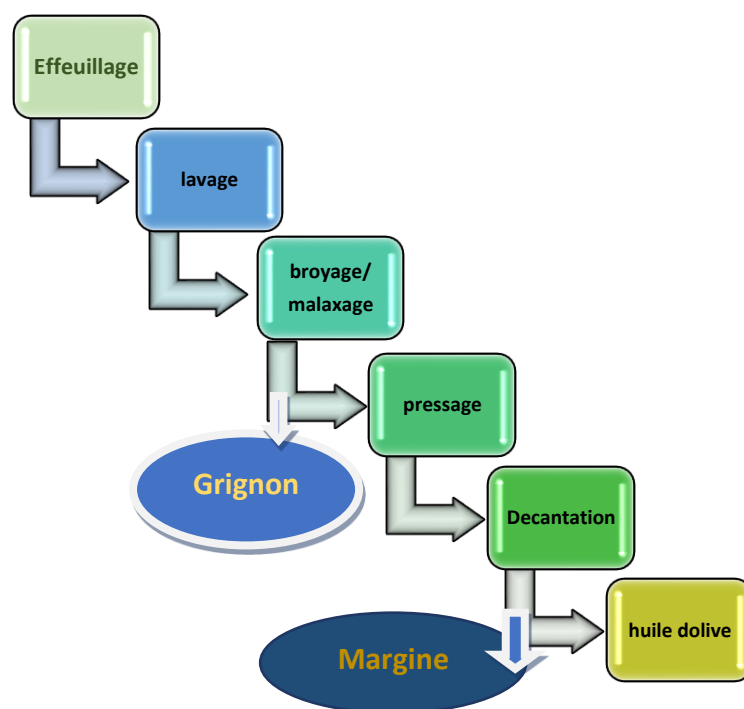 Effeuillage
lavage
broyage/
malaxage
pressage
Grignon
Decantation
huile dolive
Margine